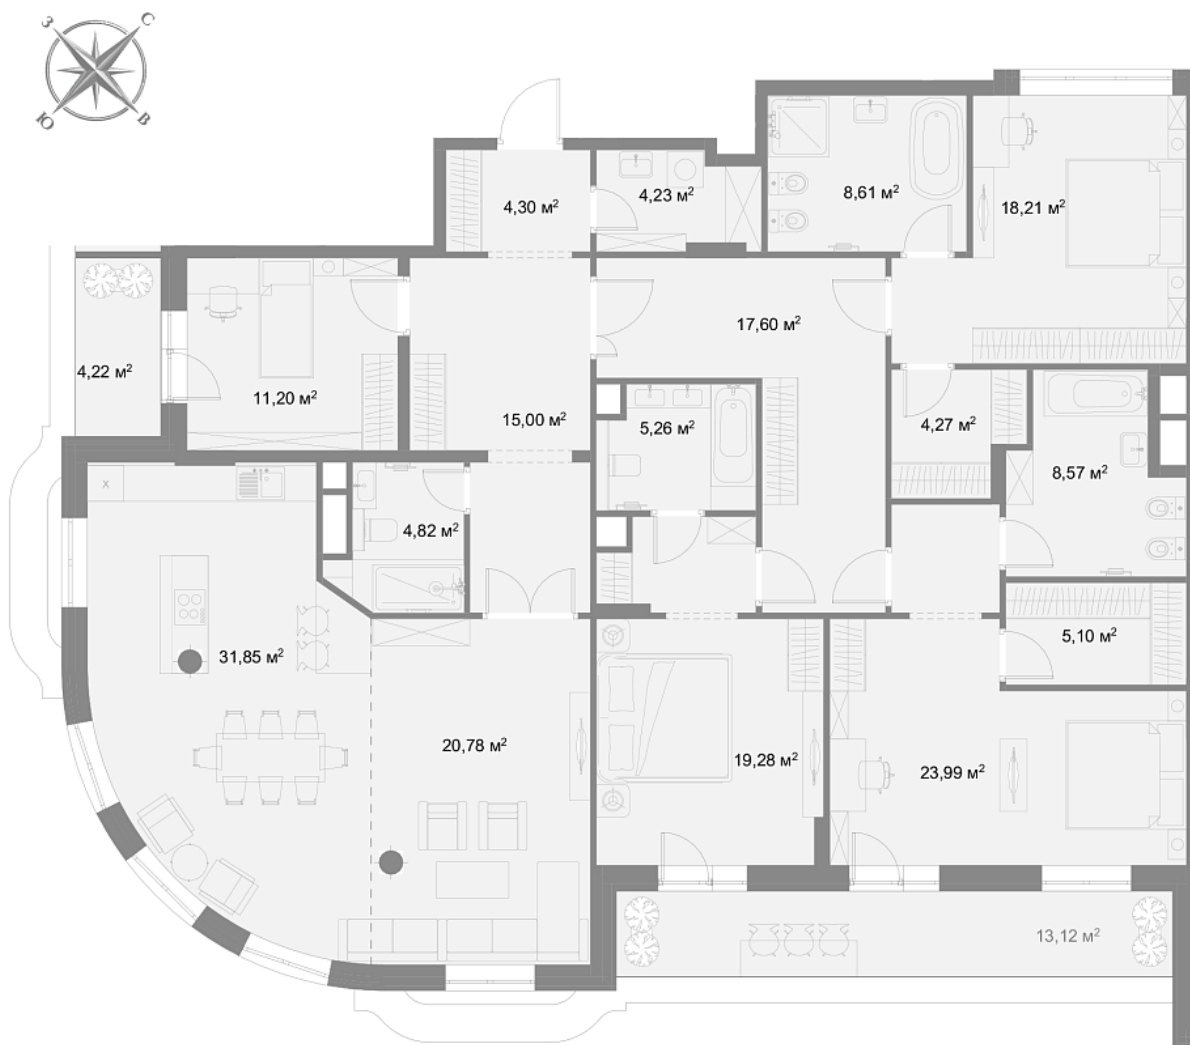 З
С
Ю
В
4,30 м²
4,23 м²
8,61 м²
18,21 м²
17,60 м²
4,22 м²
11,20 м²
15,00 м²
5,26 м²
4,27 м²
8,57 м²
4,82 м²
5,10 м²
31,85 м²
20,78 м²
19,28 м²
23,99 м²
13,12 м²
x